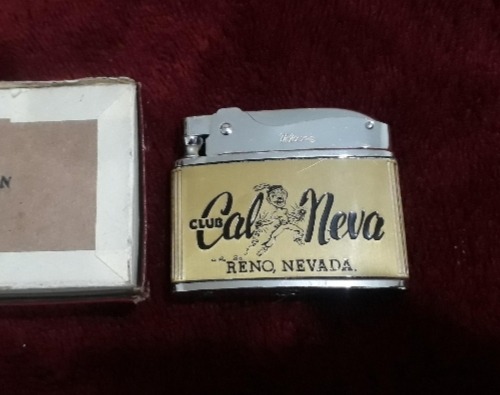 CLUB
Cal Neva
RENO, NEVADA.
N